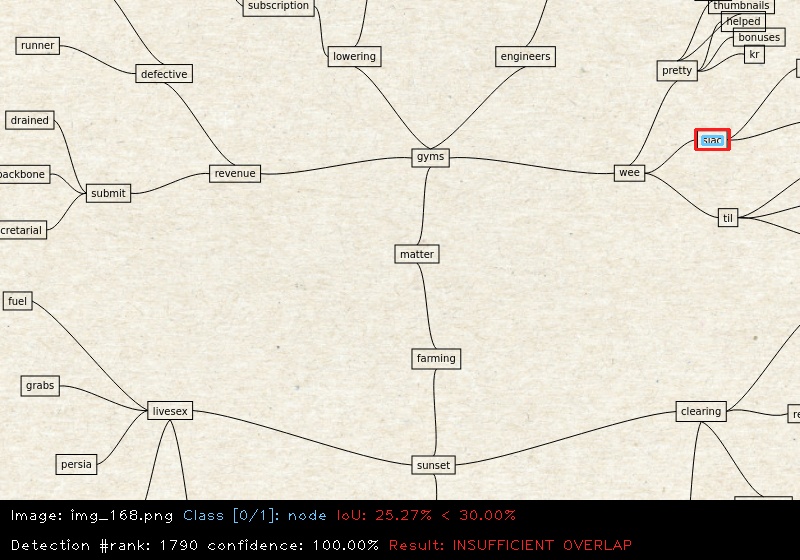 subscription
thumbnails
helped
bonuses
kr
runner
defective
lowering
engineers
pretty
drained
gyms
slac
backbone
submit
revenue
wee
til
cretarial
matter
fuel
farming
grabs
livesex
clearing
re
persia
sunset
Image: img_168.png Class [0/1]: node IoU: 25.27% < 30.00%
Detection #rank: 1790 confidence: 100.00% Result: INSUFFICIENT OVERLAP